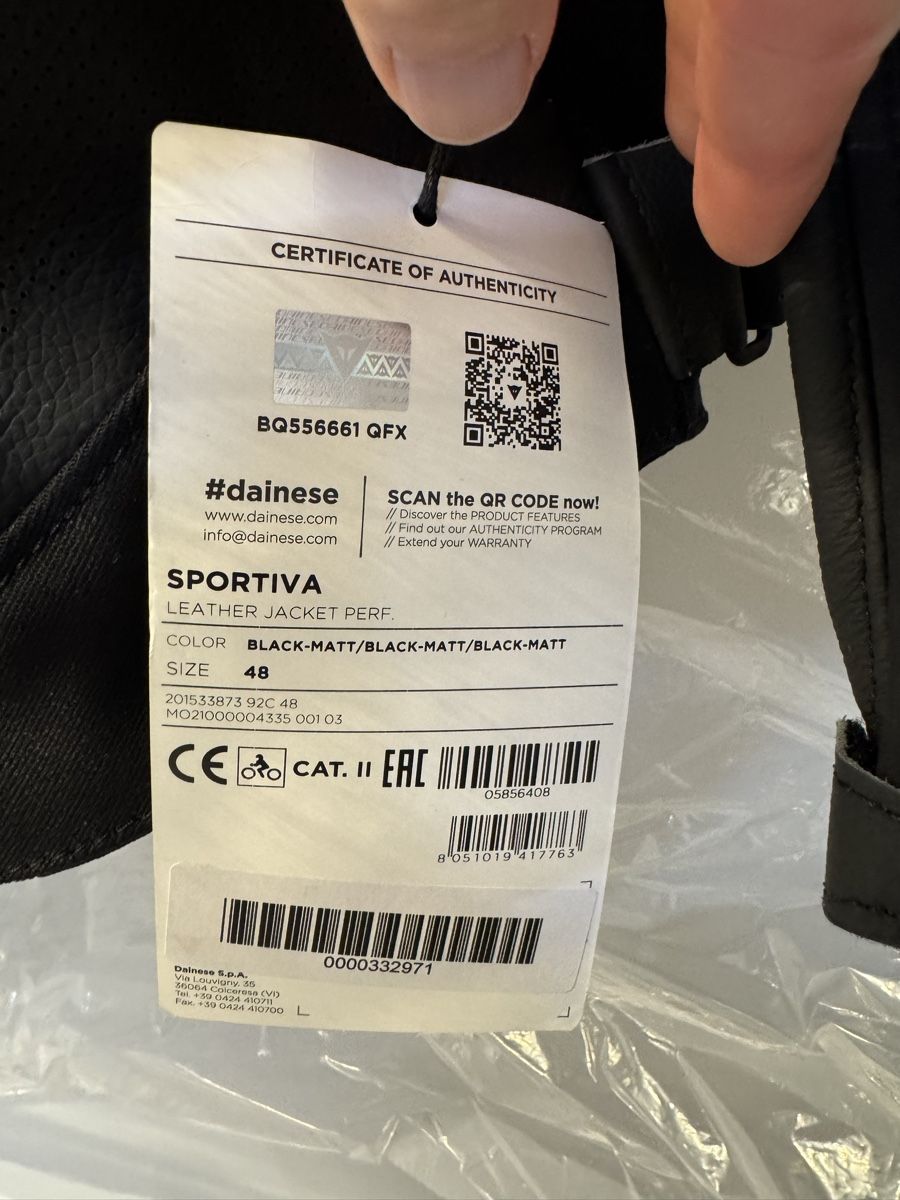 CERTIFICATE OF AUTHENTICITY
BQ556661 QFX
#dainese
www.dainese.com
info@dainese.com
SCAN the QR CODE now!
// Discover the PRODUCT FEATURES
// Find out our AUTHENTICITY PROGRAM
// Extend your WARRANTY
SPORTIVA
LEATHER JACKET PERF.
COLOR BLACK-MATT/BLACK-MATT/BLACK-MATT
SIZE 48
201533873 92C 48
MO21000004335 001 03
CE CAT. II EAC
05856408
8 051019 417763
0000332971
Dainese S.p.A.
Via Louvigny, 35
36064 Colceresa (VI)
Tel. +39 0424 410711
Fax. +39 0424 410700